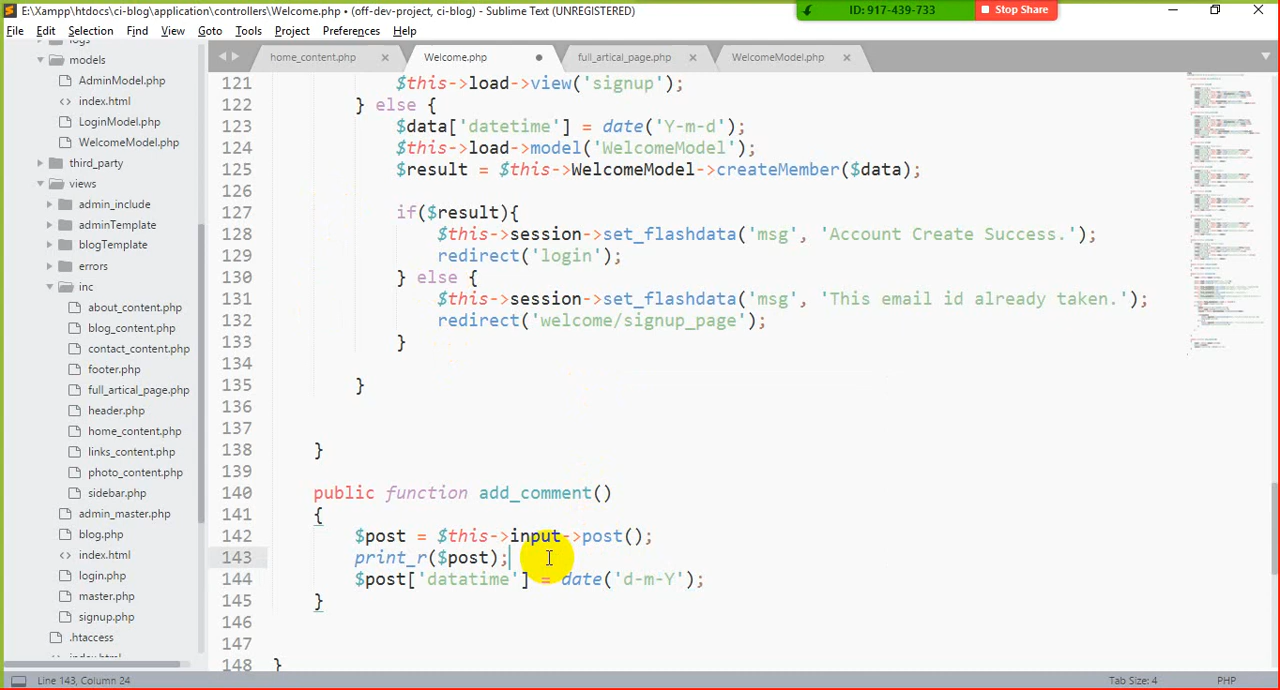 E:\Xampp\htdocs\ci-blog\application\controllers\Welcome.php • (off-dev-project, ci-blog) - Sublime Text (UNREGISTERED)
ID: 917-439-733
Stop Share
File Edit Selection Find View Goto Tools Project Preferences Help
home_content.php
Welcome.php
full_artical_page.php
WelcomeModel.php
models
AdminModel.php
index.html
LoginModel.php
WelcomeModel.php
third_party
views
admin_include
adminTemplate
blogTemplate
errors
inc
about_content.php
blog_content.php
contact_content.php
footer.php
full_artical_page.php
header.php
home_content.php
links_content.php
photo_content.php
sidebar.php
admin_master.php
blog.php
index.html
login.php
master.php
signup.php
.htaccess
121 $this->load->view('signup');
122 } else {
123 $data['datetime'] = date('Y-m-d');
124 $this->load->model('WelcomeModel');
125 $result = $this->WelcomeModel->createMember($data);
126
127 if($result){
128 $this->session->set_flashdata('msg', 'Account Create Success.');
129 redirect('login');
130 } else {
131 $this->session->set_flashdata('msg', 'This email id already taken.');
132 redirect('welcome/signup_page');
133 }
134
135 }
136
137
138 }
139
140 public function add_comment()
141 {
142 $post = $this->input->post();
143 print_r($post);
144 $post['datatime'] = date('d-m-Y');
145 }
146
147
148 }
Line 143, Column 24
Tab Size: 4
PHP